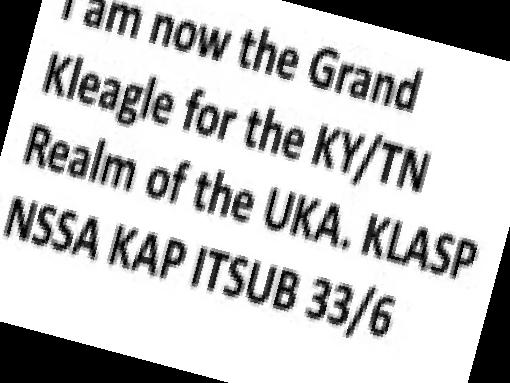 I am now the Grand
Kleagle for the KY/TN
Realm of the UKA. KLASP
NSSA KAP ITSUB 33/6